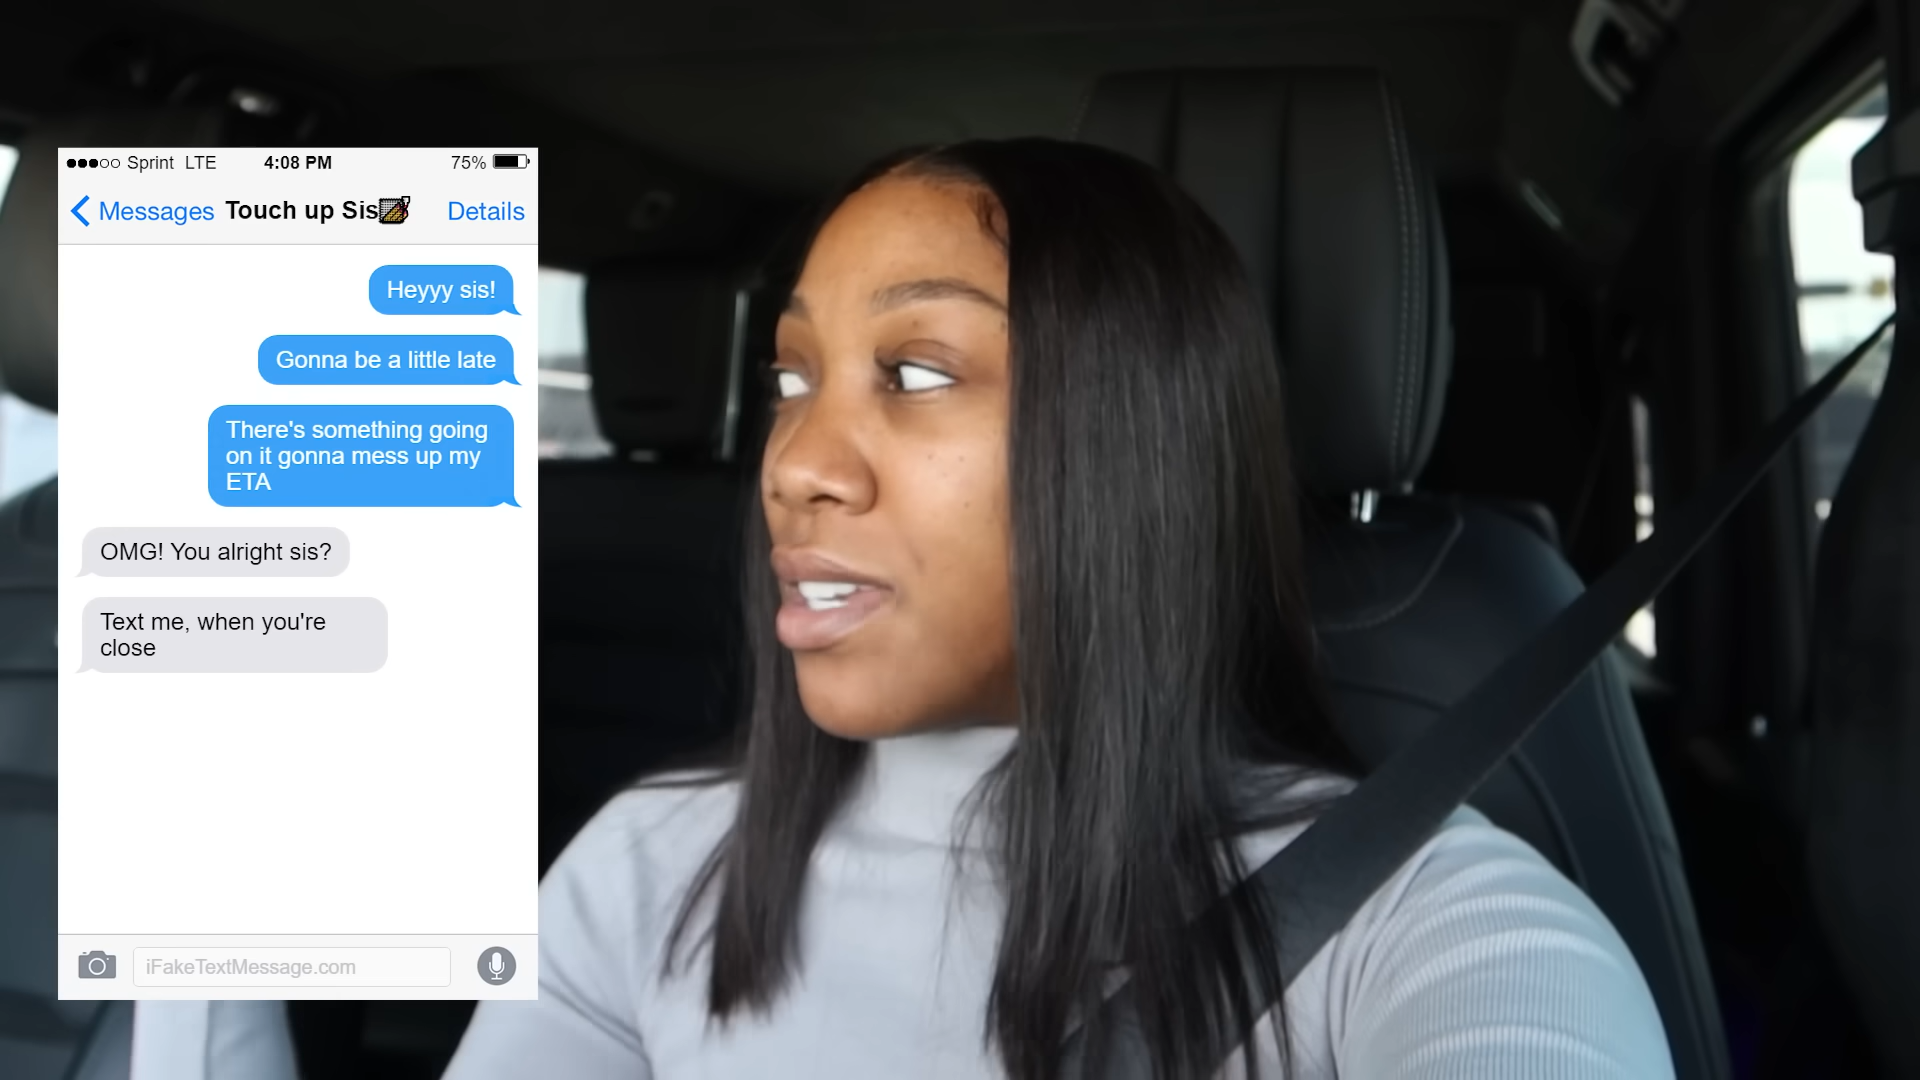 Sprint LTE 4:08 PM 75%
Messages Touch up Sis Details
Heyyy sis!
Gonna be a little late
There's something going
on it gonna mess up my
ETA
OMG! You alright sis?
Text me, when you're
close
iFakeTextMessage.com